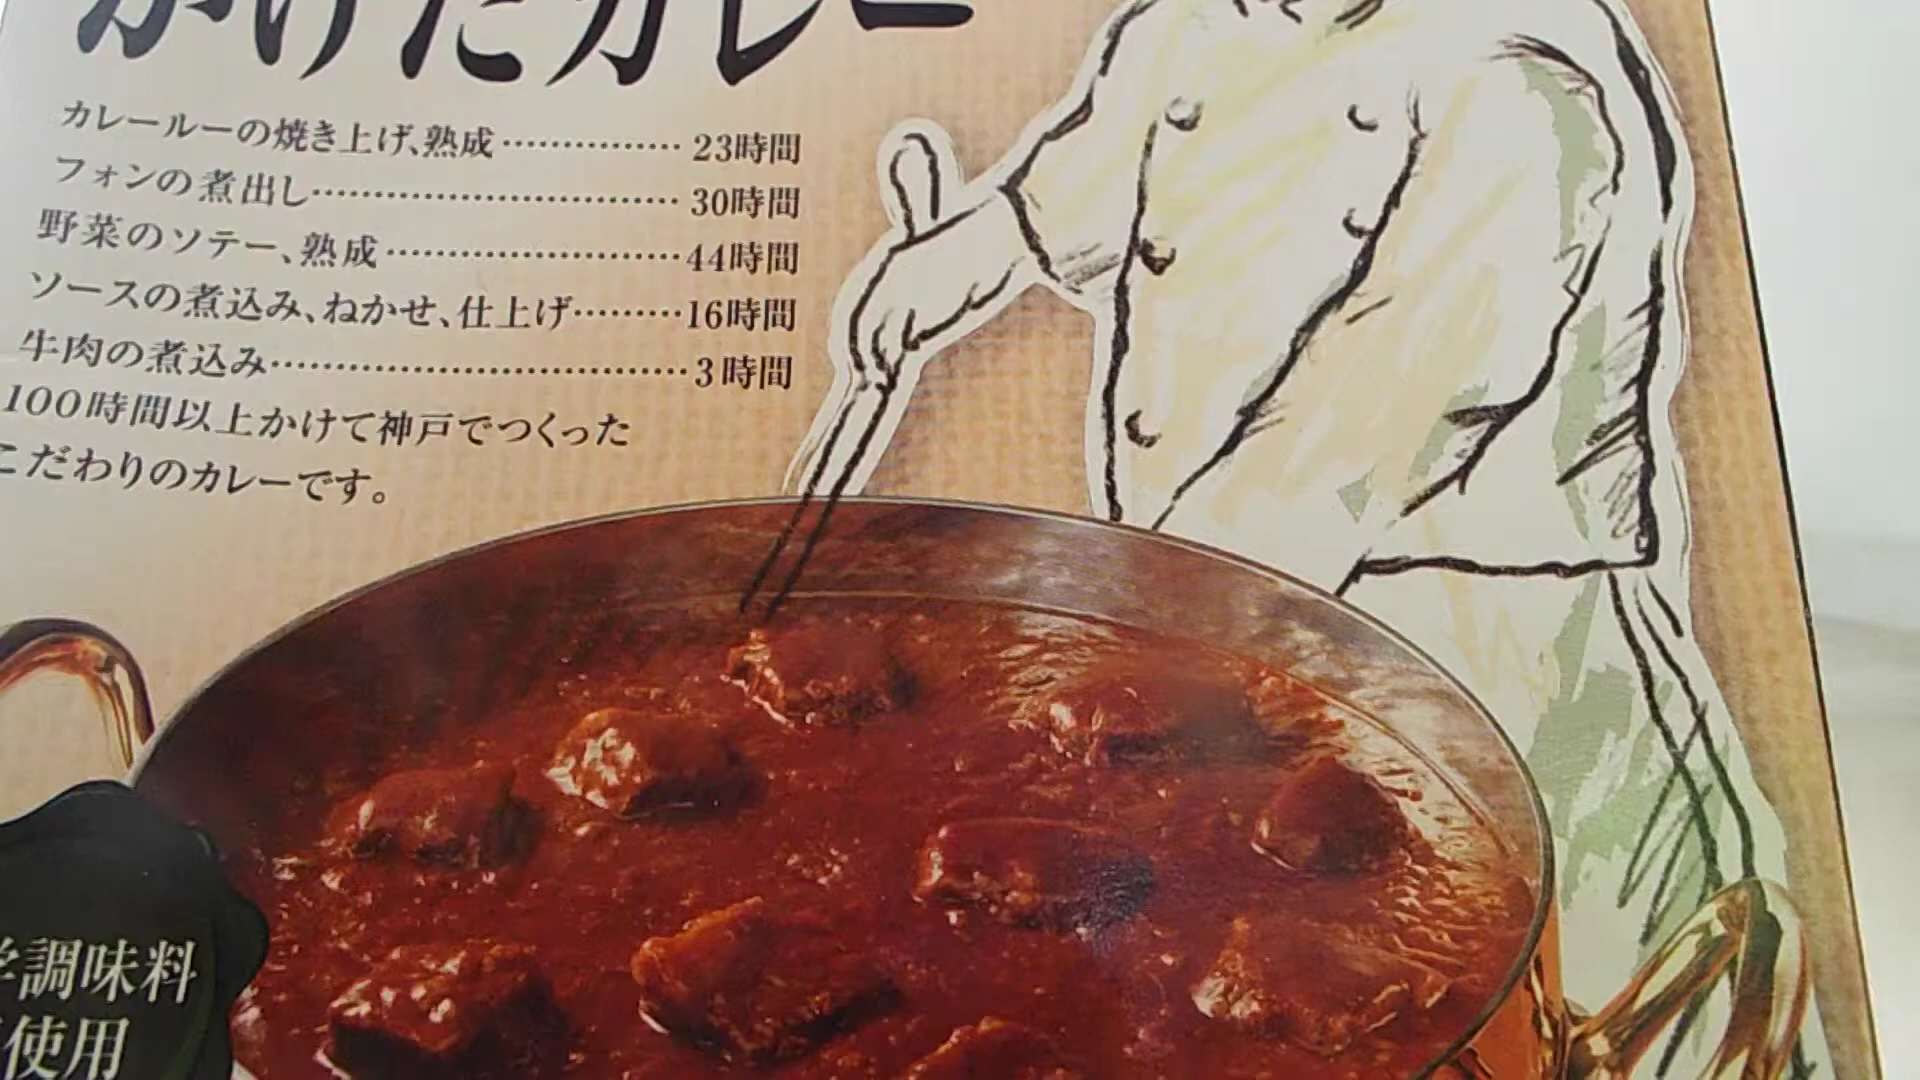 かけたカレー
カレールーの焼き上げ、熟成……………23時間
フォンの煮出し……………………………30時間
野菜のソテー、熟成………………………44時間
ソースの煮込み、ねかせ、仕上げ………16時間
牛肉の煮込み………………………………3時間
100時間以上かけて神戸でつくった
こだわりのカレーです。
調味料
使用